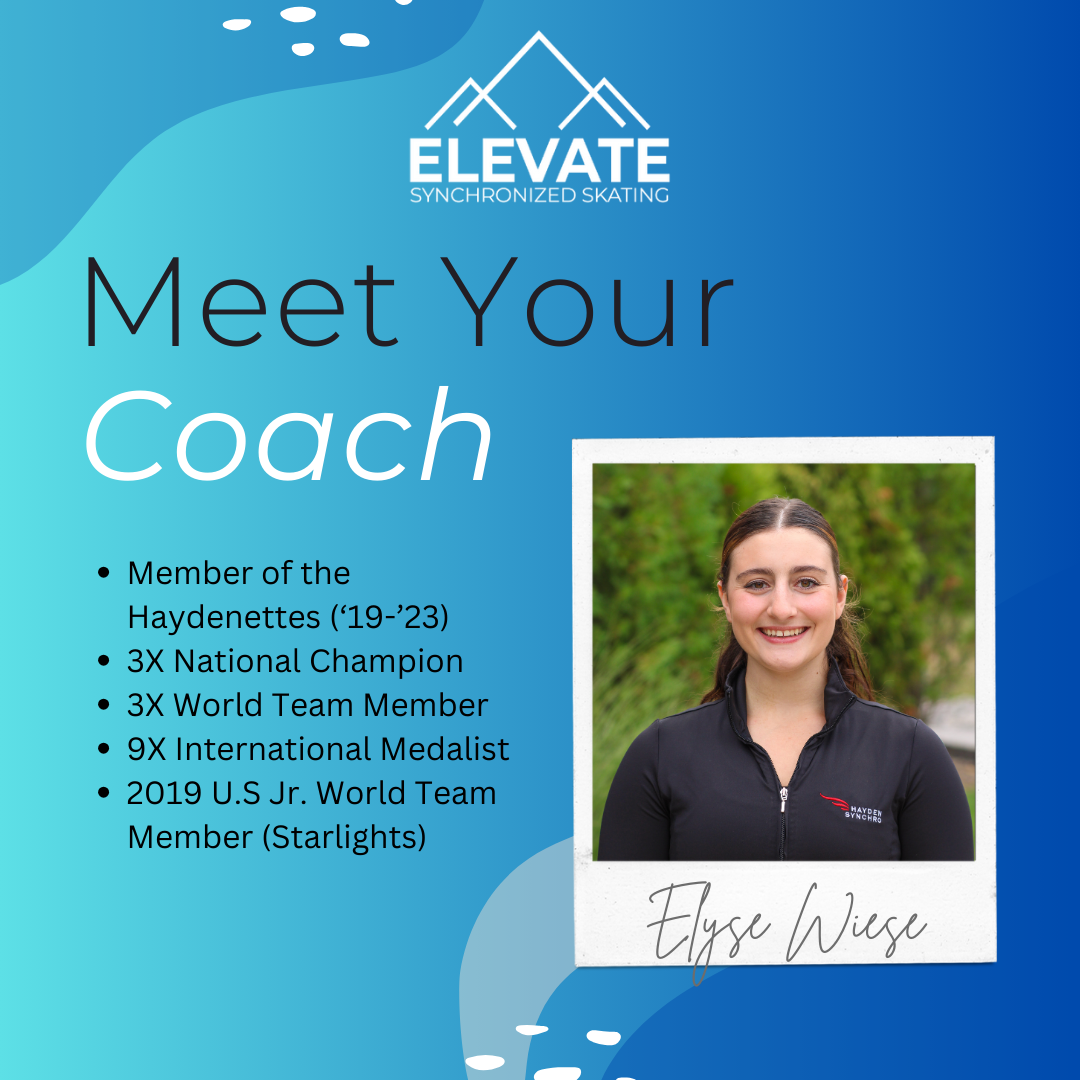 ELEVATE
SYNCHRONIZED SKATING
Meet Your
Coach
• Member of the
Haydenettes (‘19-’23)
• 3X National Champion
• 3X World Team Member
• 9X International Medalist
• 2019 U.S Jr. World Team
Member (Starlights)
HAYDEN
SYNCHRO
Elyse Wiese